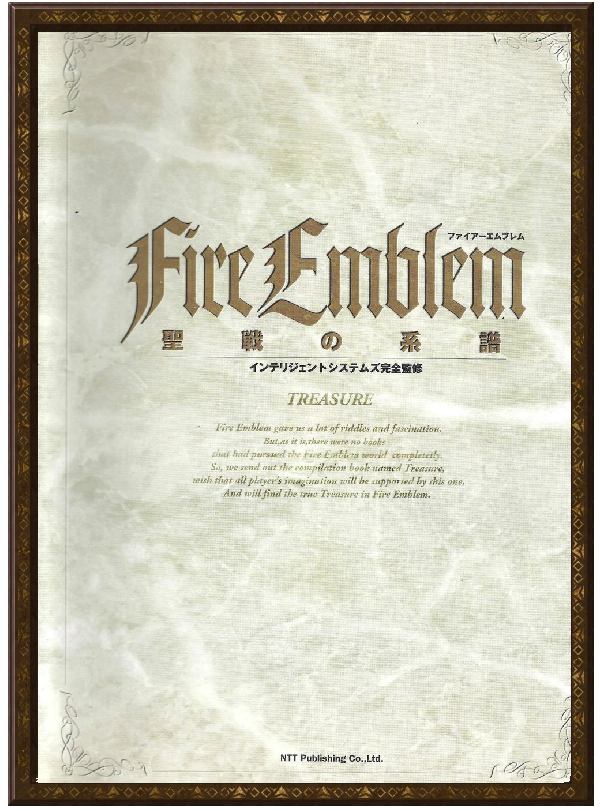 ファイアーエムブレム
Fire Emblem
聖戦の系譜
インテリジェントシステムズ完全監修
TREASURE
Fire Emblem gave us a lot of riddles and fascination.
But,as it is,there were no books
that had pursued the Fire Emblem world completely.
So, we send out the compilation book named Treasure,
wish that all player's imagination will be supported by this one.
And will find the true Treasure in Fire Emblem.
NTT Publishing Co.,Ltd.